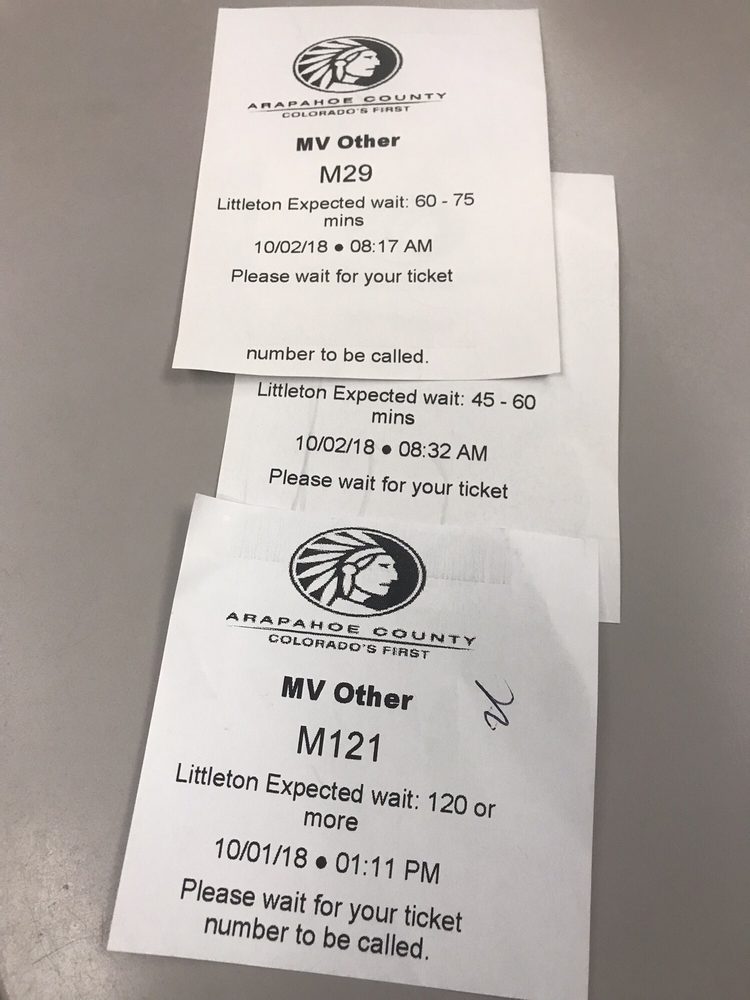 ARAPAHOE COUNTY
COLORADO'S FIRST
MV Other
M29
Littleton Expected wait: 60 - 75
mins
10/02/18 ● 08:17 AM
Please wait for your ticket
number to be called.
Littleton Expected wait: 45 - 60
mins
10/02/18 ● 08:32 AM
Please wait for your ticket
ARAPAHOE COUNTY
COLORADO'S FIRST
MV Other
M121
Littleton Expected wait: 120 or
more
10/01/18 ● 01:11 PM
Please wait for your ticket
number to be called.